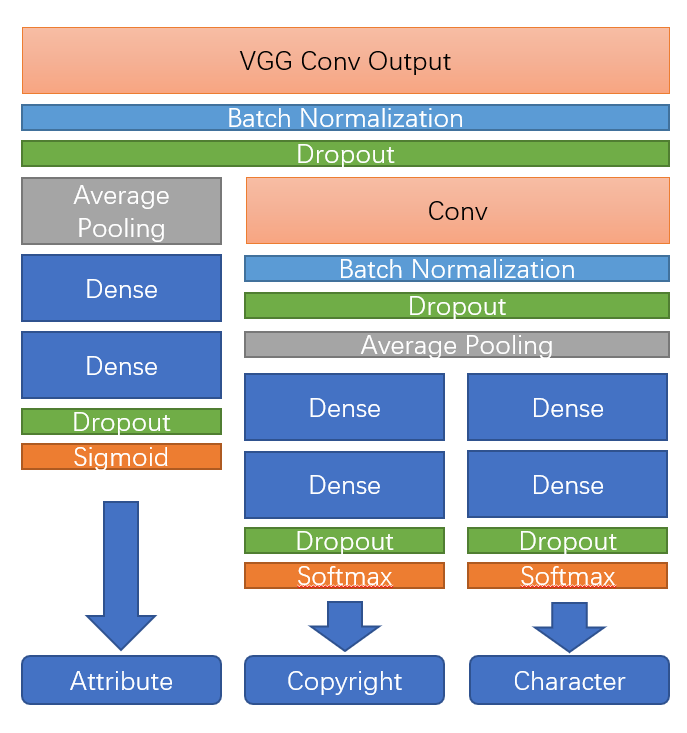 VGG Conv Output
Batch Normalization
Dropout
Average
Pooling
Dense
Dense
Dropout
Sigmoid
Attribute
Conv
Batch Normalization
Dropout
Average Pooling
Dense
Dense
Dropout
Softmax
Copyright
Dense
Dense
Dropout
Softmax
Character